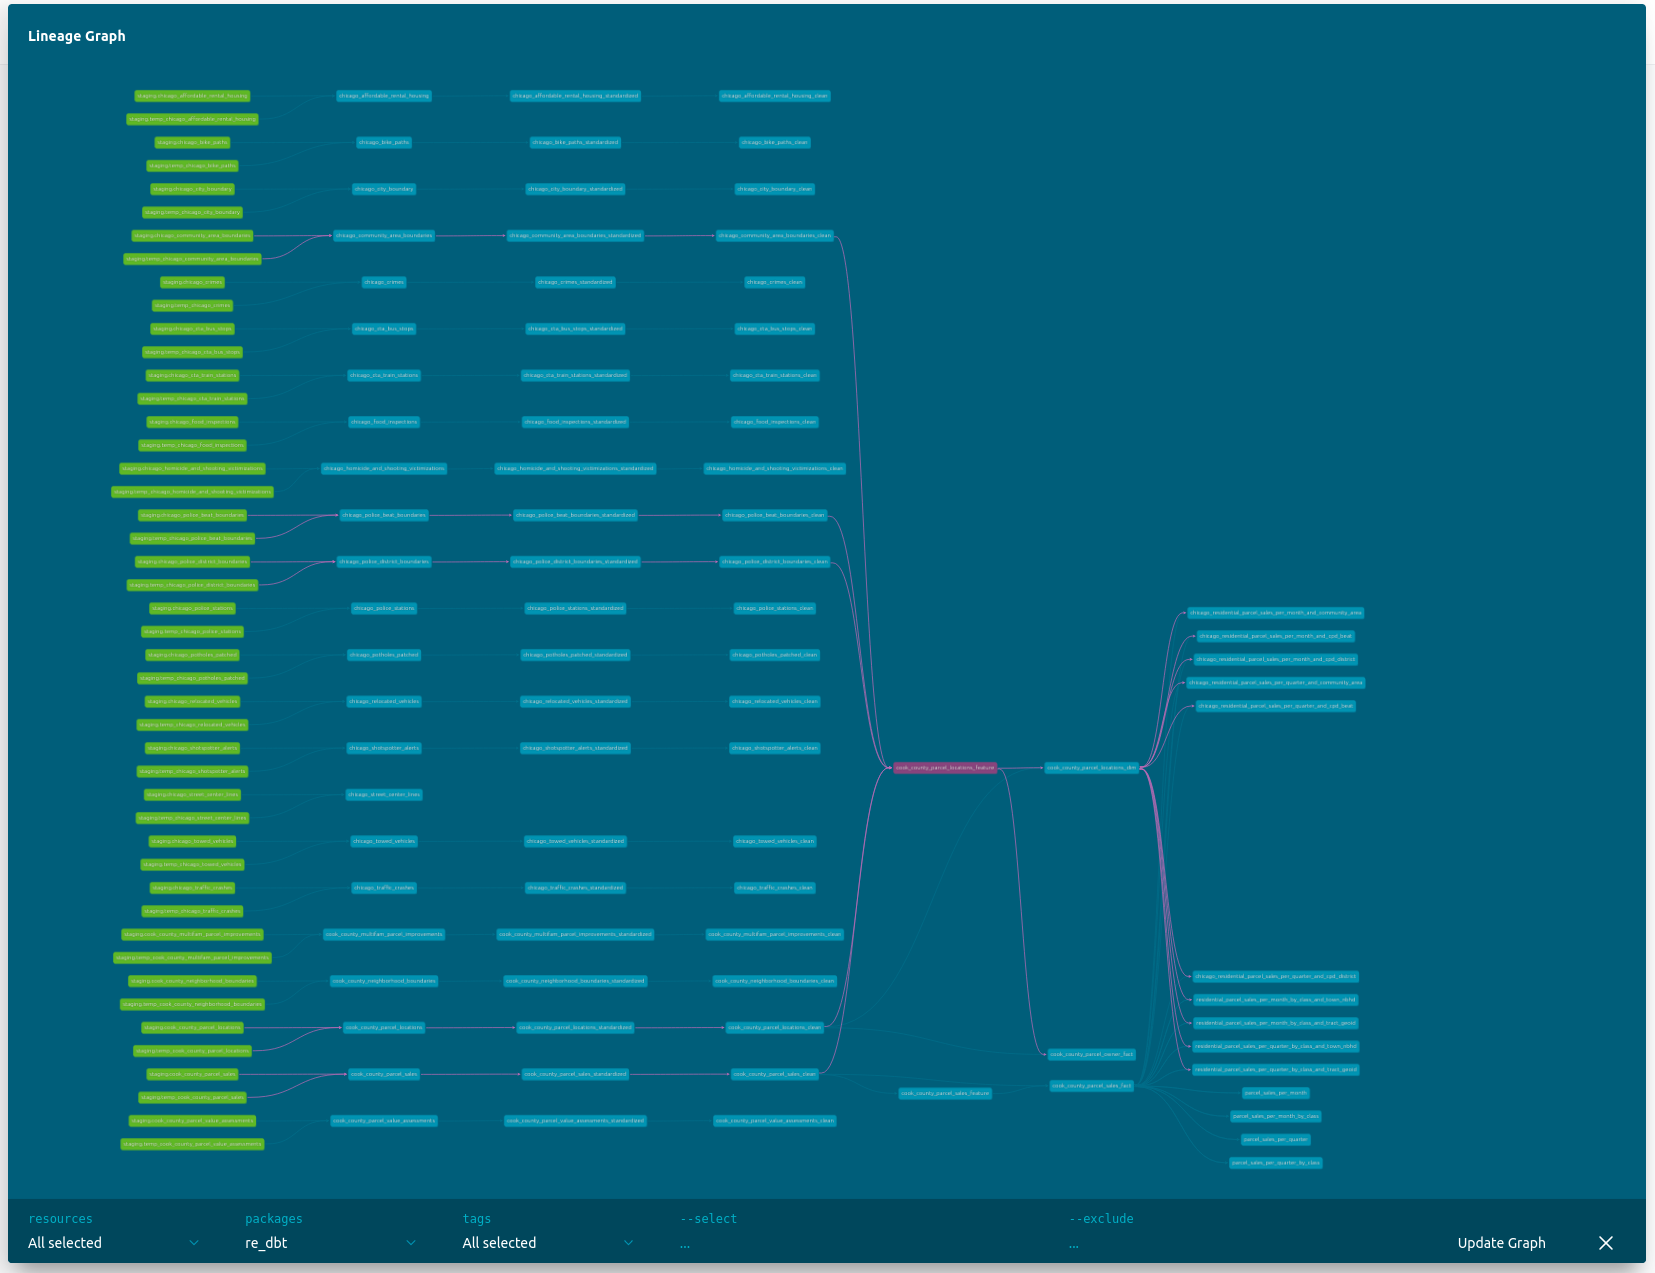 Lineage Graph
staging.chicago_affordable_rental_housing
chicago_affordable_rental_housing
chicago_affordable_rental_housing_standardized
chicago_affordable_rental_housing_clean
staging.temp_chicago_affordable_rental_housing
staging.chicago_bike_paths
chicago_bike_paths
chicago_bike_paths_standardized
chicago_bike_paths_clean
staging.temp_chicago_bike_paths
staging.chicago_city_boundary
chicago_city_boundary
chicago_city_boundary_standardized
chicago_city_boundary_clean
staging.temp_chicago_city_boundary
staging.chicago_community_area_boundaries
chicago_community_area_boundaries
chicago_community_area_boundaries_standardized
chicago_community_area_boundaries_clean
staging.temp_chicago_community_area_boundaries
staging.chicago_crimes
chicago_crimes
chicago_crimes_standardized
chicago_crimes_clean
staging.temp_chicago_crimes
staging.chicago_cta_bus_stops
chicago_cta_bus_stops
chicago_cta_bus_stops_standardized
chicago_cta_bus_stops_clean
staging.temp_chicago_cta_bus_stops
staging.chicago_cta_train_stations
chicago_cta_train_stations
chicago_cta_train_stations_standardized
chicago_cta_train_stations_clean
staging.temp_chicago_cta_train_stations
staging.chicago_food_inspections
chicago_food_inspections
chicago_food_inspections_standardized
chicago_food_inspections_clean
staging.temp_chicago_food_inspections
staging.chicago_homicide_and_shooting_victimizations
chicago_homicide_and_shooting_victimizations
chicago_homicide_and_shooting_victimizations_standardized
chicago_homicide_and_shooting_victimizations_clean
staging.temp_chicago_homicide_and_shooting_victimizations
staging.chicago_police_beat_boundaries
chicago_police_beat_boundaries
chicago_police_beat_boundaries_standardized
chicago_police_beat_boundaries_clean
staging.temp_chicago_police_beat_boundaries
staging.chicago_police_district_boundaries
chicago_police_district_boundaries
chicago_police_district_boundaries_standardized
chicago_police_district_boundaries_clean
staging.temp_chicago_police_district_boundaries
staging.chicago_police_stations
chicago_police_stations
chicago_police_stations_standardized
chicago_police_stations_clean
chicago_residential_parcel_sales_per_month_and_community_area
staging.temp_chicago_police_stations
chicago_residential_parcel_sales_per_month_and_cpd_beat
staging.chicago_potholes_patched
chicago_potholes_patched
chicago_potholes_patched_standardized
chicago_potholes_patched_clean
chicago_residential_parcel_sales_per_month_and_cpd_district
staging.temp_chicago_potholes_patched
chicago_residential_parcel_sales_per_quarter_and_community_area
staging.chicago_relocated_vehicles
chicago_relocated_vehicles
chicago_relocated_vehicles_standardized
chicago_relocated_vehicles_clean
chicago_residential_parcel_sales_per_quarter_and_cpd_beat
staging.temp_chicago_relocated_vehicles
staging.chicago_shotspotter_alerts
chicago_shotspotter_alerts
chicago_shotspotter_alerts_standardized
chicago_shotspotter_alerts_clean
staging.temp_chicago_shotspotter_alerts
cook_county_parcel_locations_feature
cook_county_parcel_locations_dim
staging.chicago_street_center_lines
chicago_street_center_lines
staging.temp_chicago_street_center_lines
staging.chicago_towed_vehicles
chicago_towed_vehicles
chicago_towed_vehicles_standardized
chicago_towed_vehicles_clean
staging.temp_chicago_towed_vehicles
staging.chicago_traffic_crashes
chicago_traffic_crashes
chicago_traffic_crashes_standardized
chicago_traffic_crashes_clean
staging.temp_chicago_traffic_crashes
staging.cook_county_multifam_parcel_improvements
cook_county_multifam_parcel_improvements
cook_county_multifam_parcel_improvements_standardized
cook_county_multifam_parcel_improvements_clean
staging.temp_cook_county_multifam_parcel_improvements
staging.cook_county_neighborhood_boundaries
cook_county_neighborhood_boundaries
cook_county_neighborhood_boundaries_standardized
cook_county_neighborhood_boundaries_clean
chicago_residential_parcel_sales_per_quarter_and_cpd_district
staging.temp_cook_county_neighborhood_boundaries
residential_parcel_sales_per_month_by_class_and_town_nbhd
staging.cook_county_parcel_locations
cook_county_parcel_locations
cook_county_parcel_locations_standardized
cook_county_parcel_locations_clean
residential_parcel_sales_per_month_by_class_and_tract_geoid
staging.temp_cook_county_parcel_locations
cook_county_parcel_owner_fact
residential_parcel_sales_per_quarter_by_class_and_town_nbhd
staging.cook_county_parcel_sales
cook_county_parcel_sales
cook_county_parcel_sales_standardized
cook_county_parcel_sales_clean
residential_parcel_sales_per_quarter_by_class_and_tract_geoid
cook_county_parcel_sales_fact
staging.temp_cook_county_parcel_sales
cook_county_parcel_sales_feature
parcel_sales_per_month
staging.cook_county_parcel_value_assessments
cook_county_parcel_value_assessments
cook_county_parcel_value_assessments_standardized
cook_county_parcel_value_assessments_clean
parcel_sales_per_month_by_class
staging.temp_cook_county_parcel_value_assessments
parcel_sales_per_quarter
parcel_sales_per_quarter_by_class
resources packages tags --select --exclude
All selected re_dbt All selected ... ... Update Graph